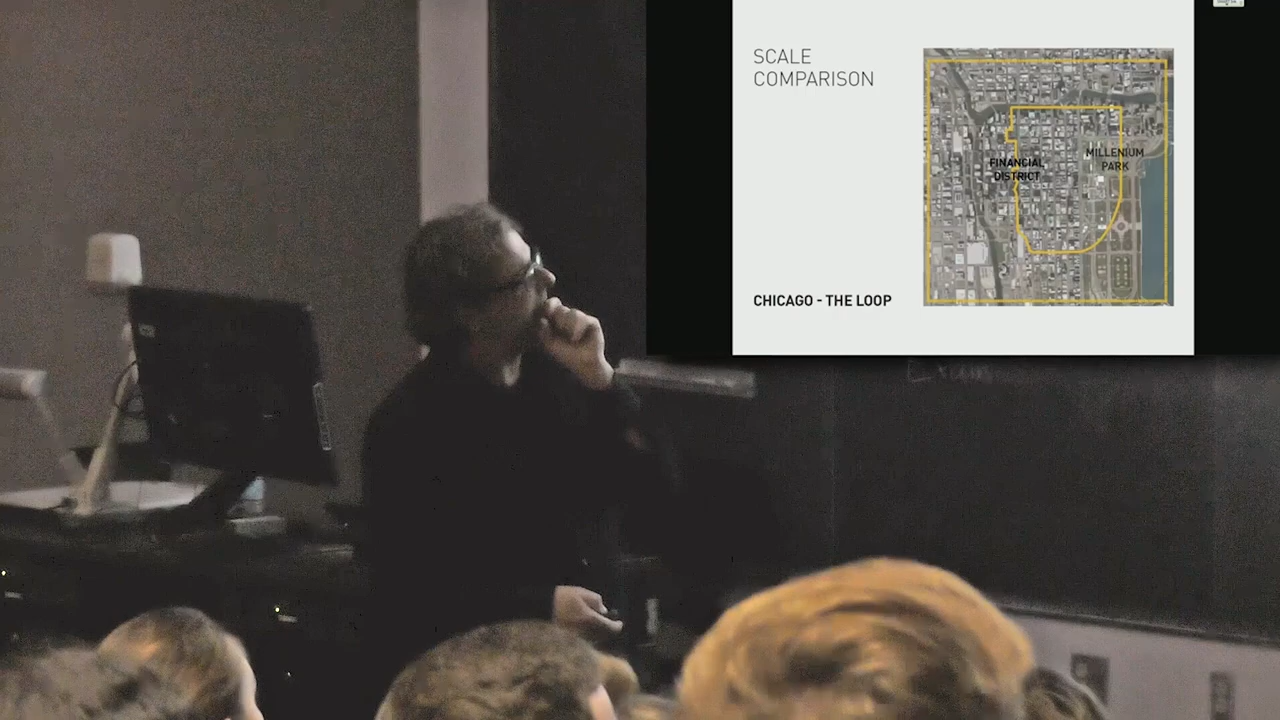 SCALE
COMPARISON
FINANCIAL
DISTRICT
MILLENIUM
PARK
CHICAGO - THE LOOP